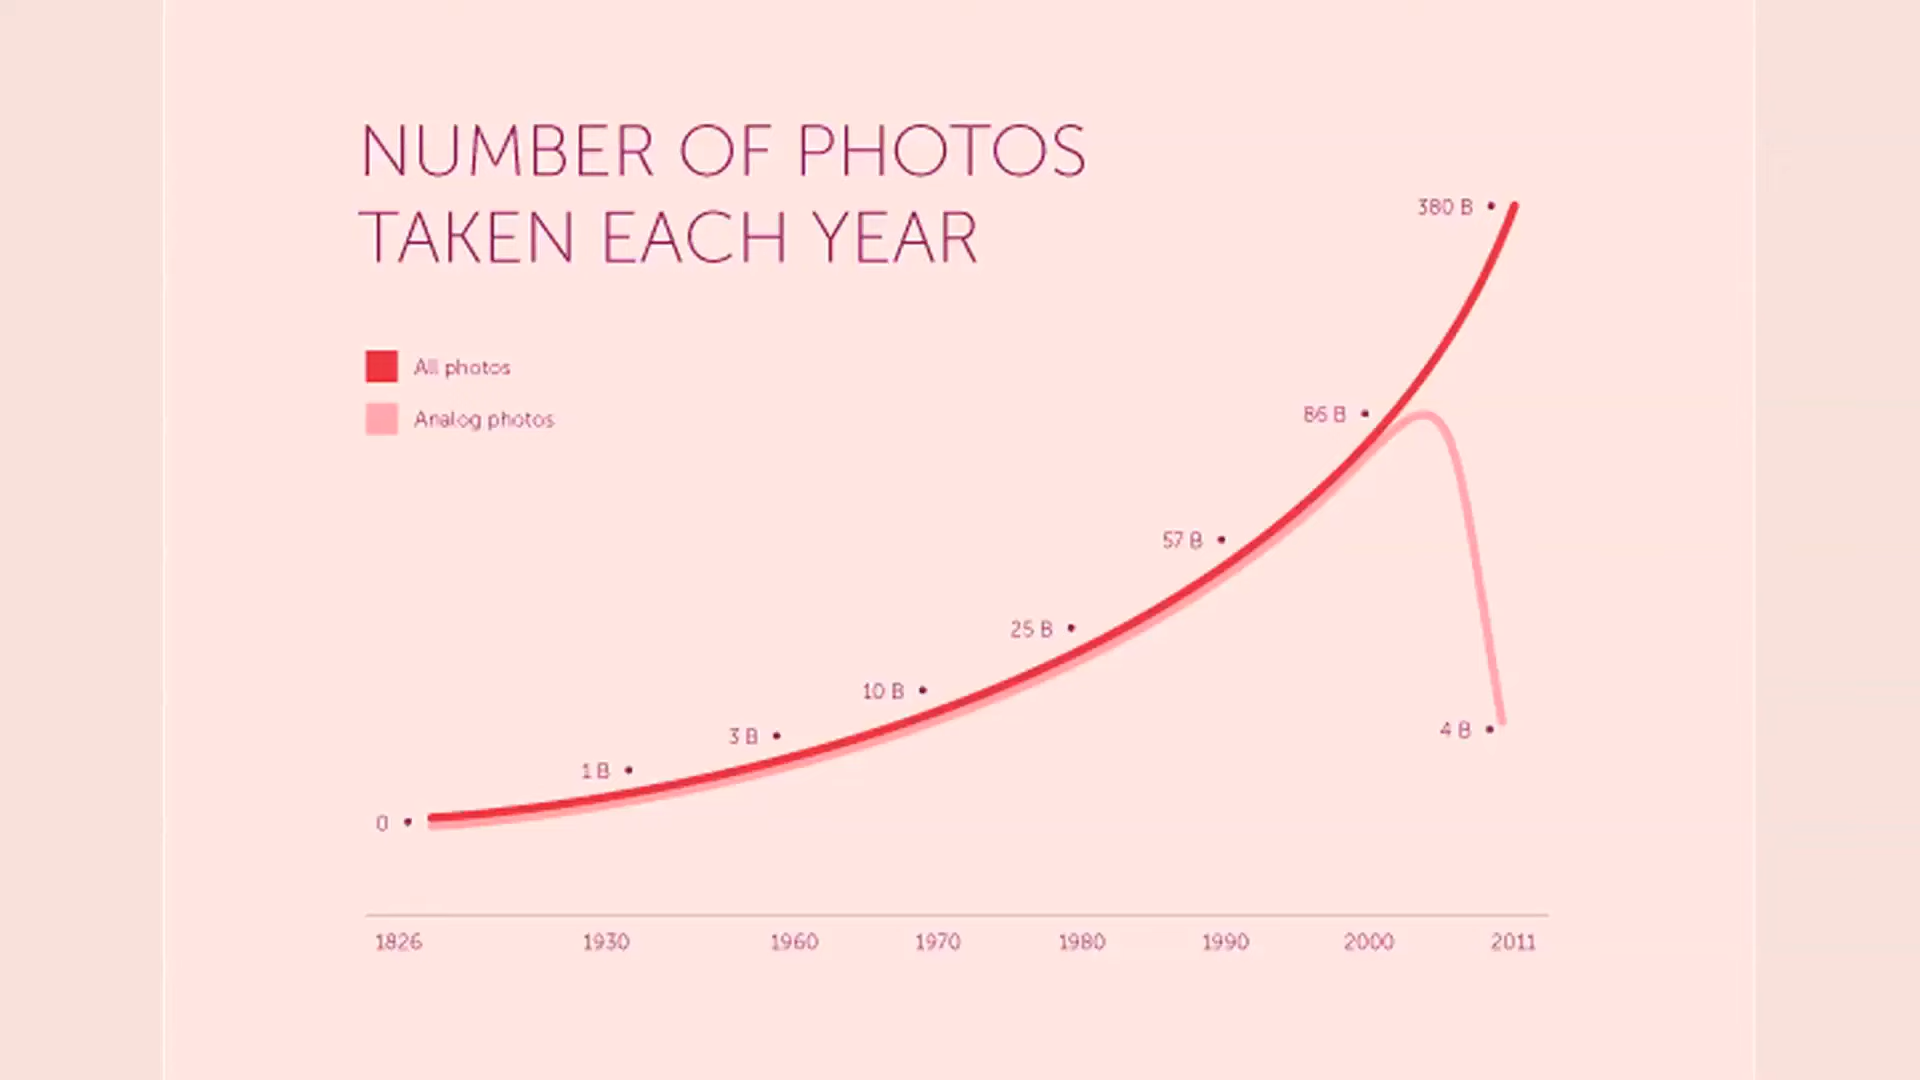 NUMBER OF PHOTOS
TAKEN EACH YEAR
All photos
Analog photos
380 B
86 B
57 B
25 B
10 B
3 B
1 B
0
4 B
1826 1930 1960 1970 1980 1990 2000 2011